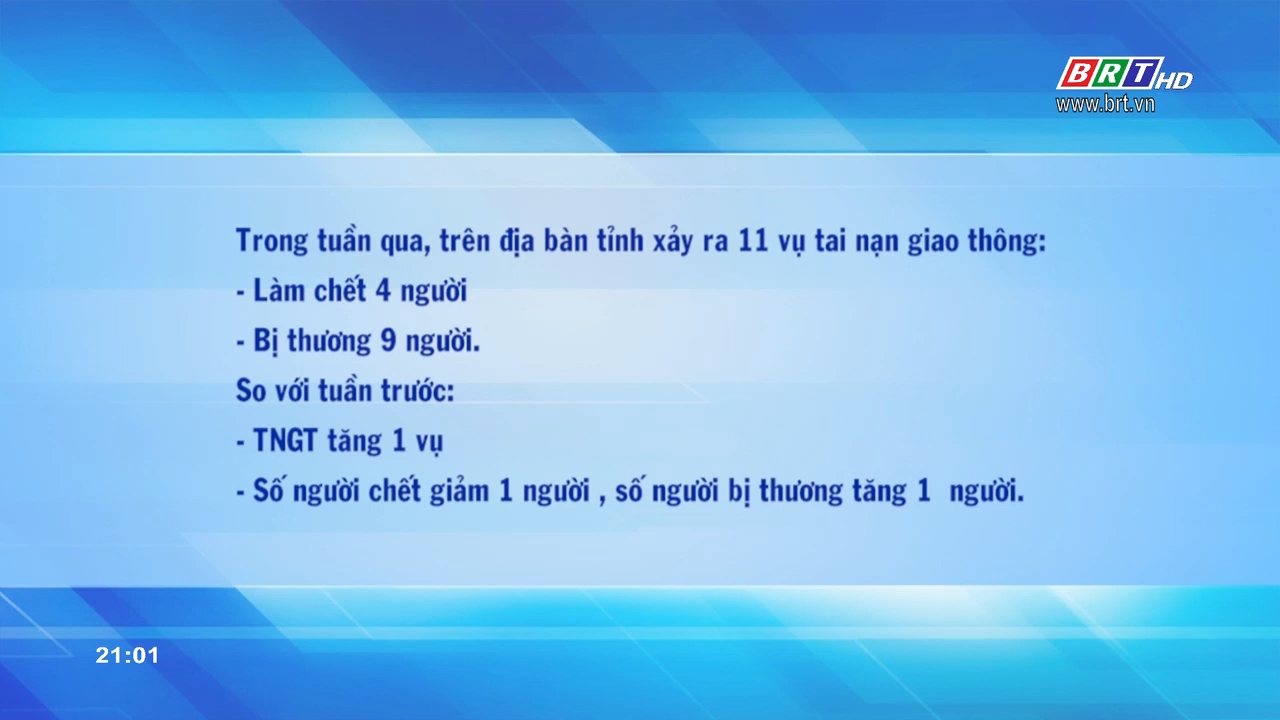 BRT HD
www.brt.vn
Trong tuần qua, trên địa bàn tỉnh xảy ra 11 vụ tai nạn giao thông:
- Làm chết 4 người
- Bị thương 9 người.
So với tuần trước:
- TNGT tăng 1 vụ
- Số người chết giảm 1 người , số người bị thương tăng 1  người.
21:01